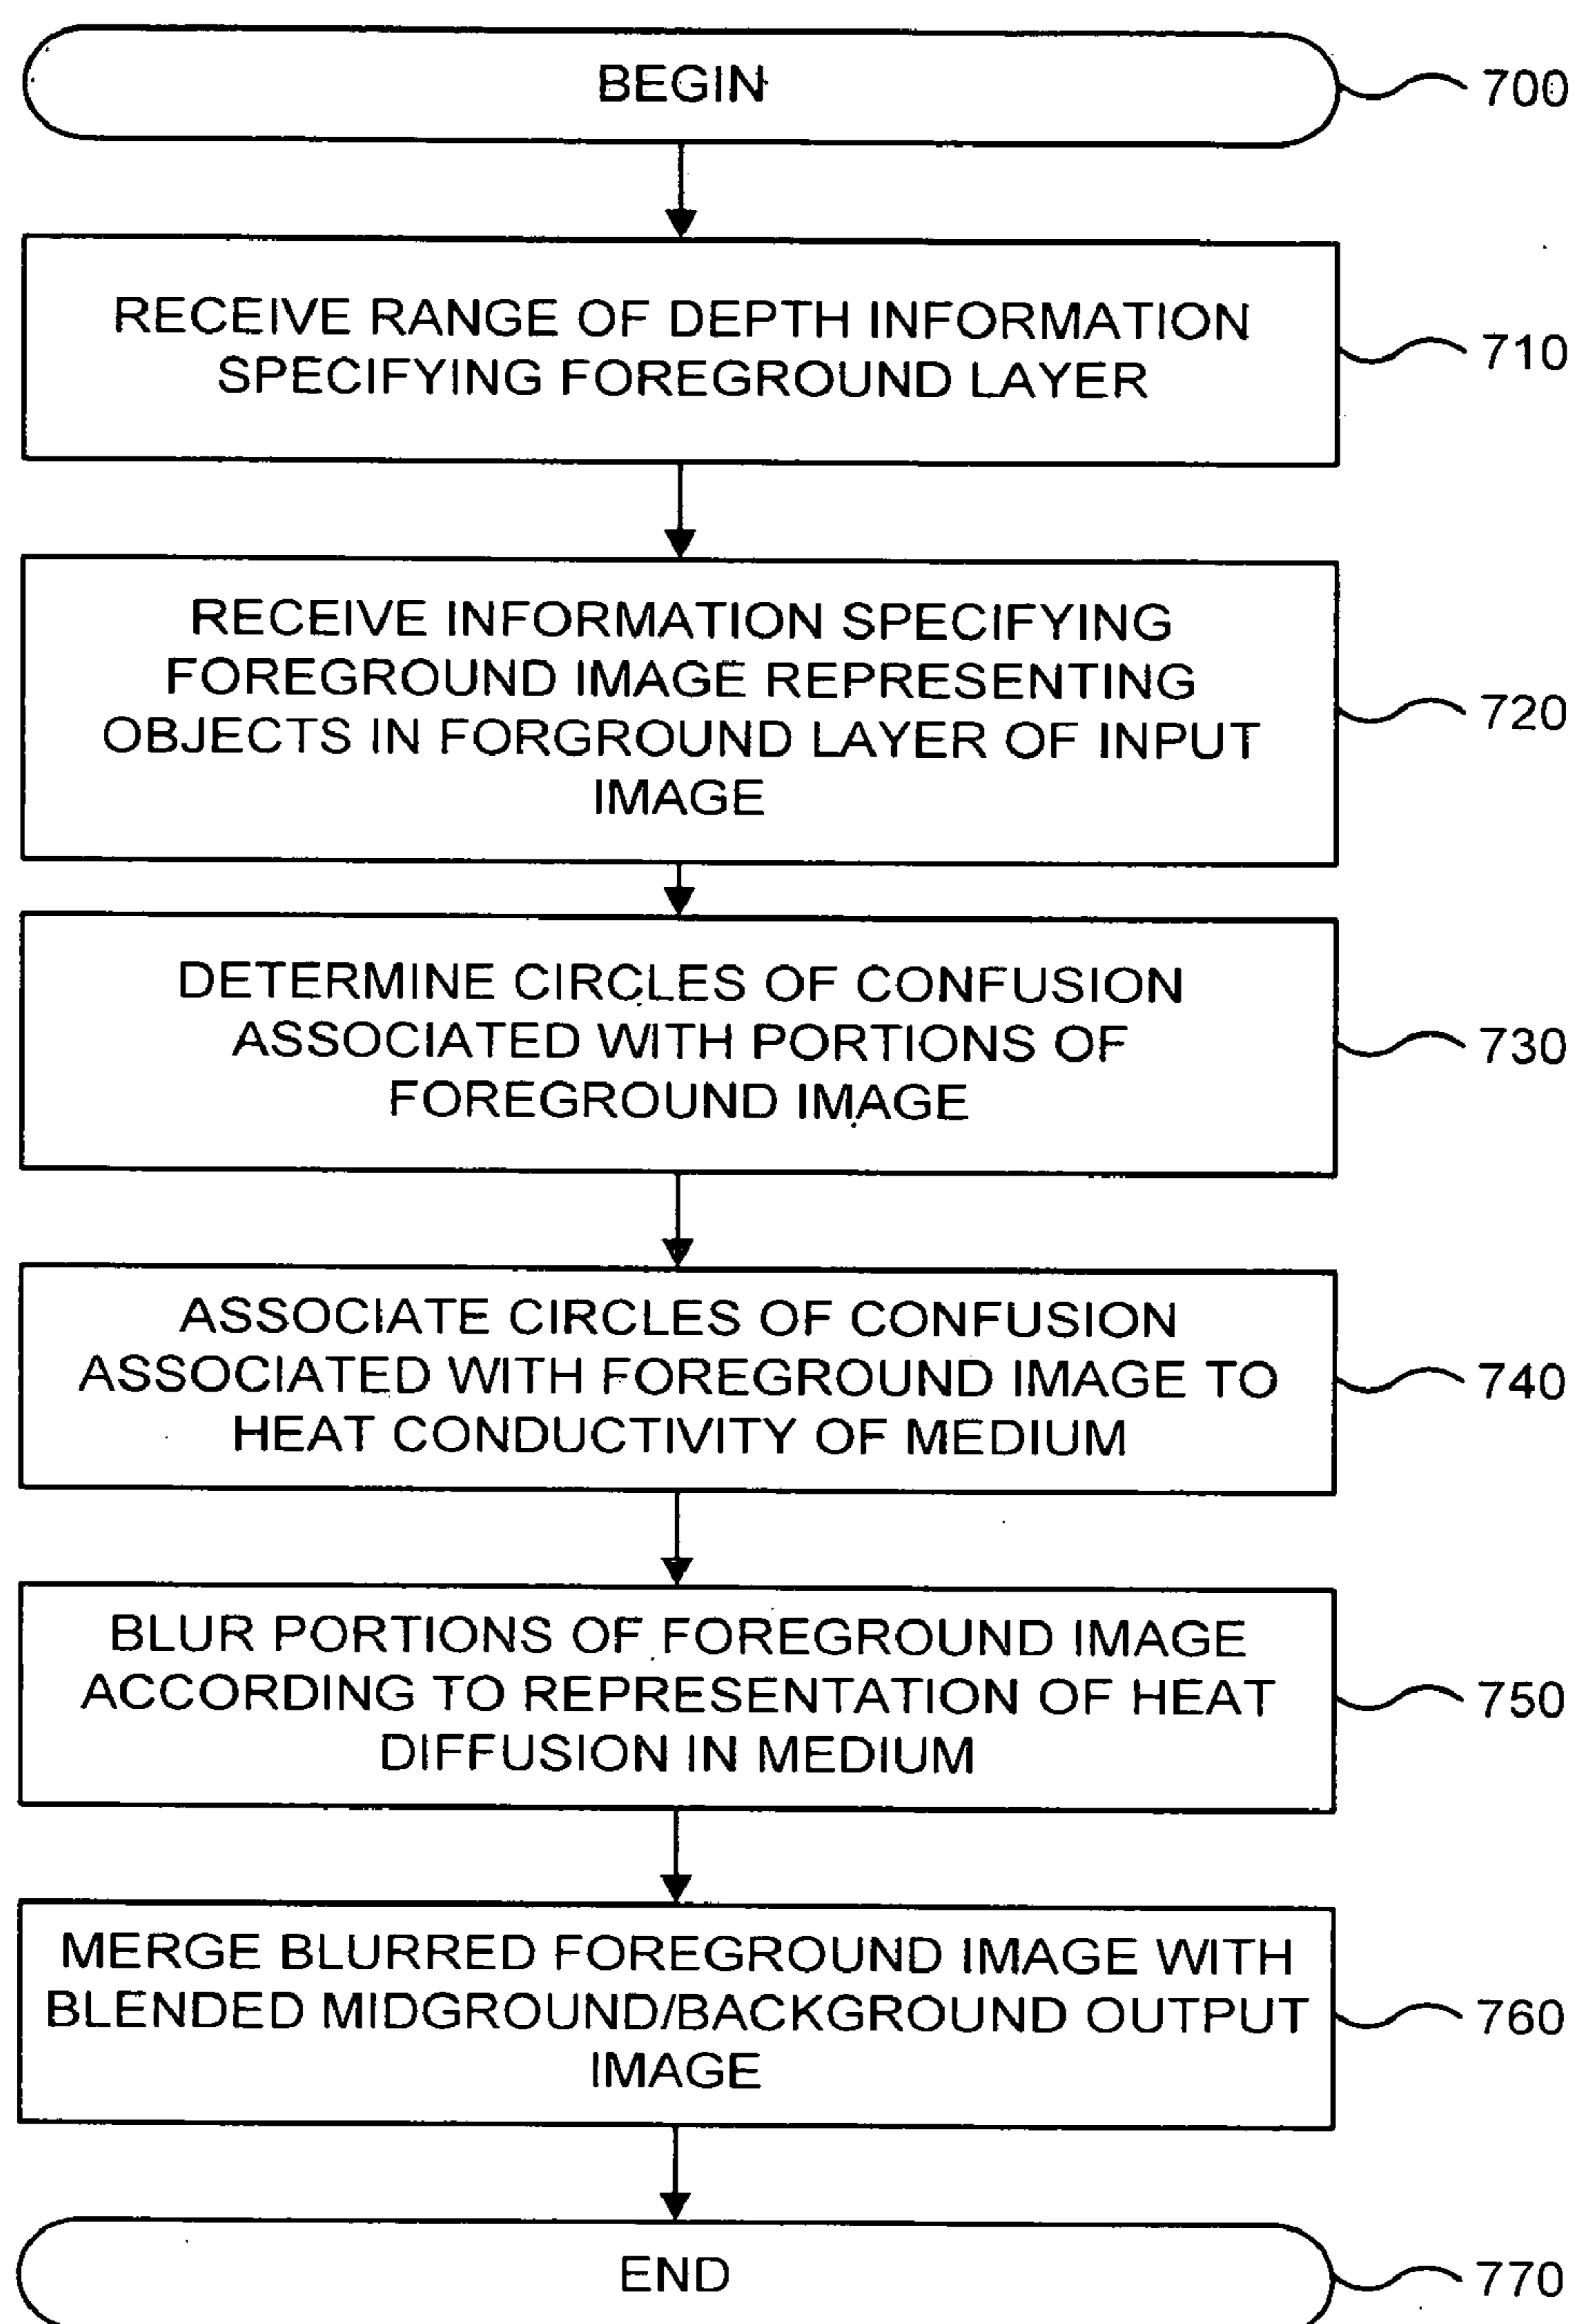 BEGIN
700
RECEIVE RANGE OF DEPTH INFORMATION
SPECIFYING FOREGROUND LAYER
710
RECEIVE INFORMATION SPECIFYING
FOREGROUND IMAGE REPRESENTING
OBJECTS IN FORGROUND LAYER OF INPUT
IMAGE
720
DETERMINE CIRCLES OF CONFUSION
ASSOCIATED WITH PORTIONS OF
FOREGROUND IMAGE
730
ASSOCIATE CIRCLES OF CONFUSION
ASSOCIATED WITH FOREGROUND IMAGE TO
HEAT CONDUCTIVITY OF MEDIUM
740
BLUR PORTIONS OF FOREGROUND IMAGE
ACCORDING TO REPRESENTATION OF HEAT
DIFFUSION IN MEDIUM
750
MERGE BLURRED FOREGROUND IMAGE WITH
BLENDED MIDGROUND/BACKGROUND OUTPUT
IMAGE
760
END
770